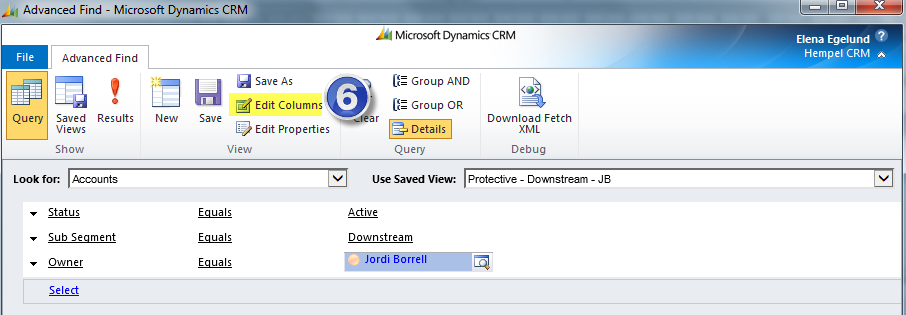 Advanced Find - Microsoft Dynamics CRM
Microsoft Dynamics CRM
Elena Egelund
Hempel CRM
File
Advanced Find
Query
Saved Views
Results
Show
New
Save
Save As
Edit Columns
Edit Properties
View
6
Clear
Group AND
Group OR
Details
Query
Download Fetch XML
Debug
Look for:
Accounts
Use Saved View:
Protective - Downstream - JB
Status Equals Active
Sub Segment Equals Downstream
Owner Equals Jordi Borrell
Select